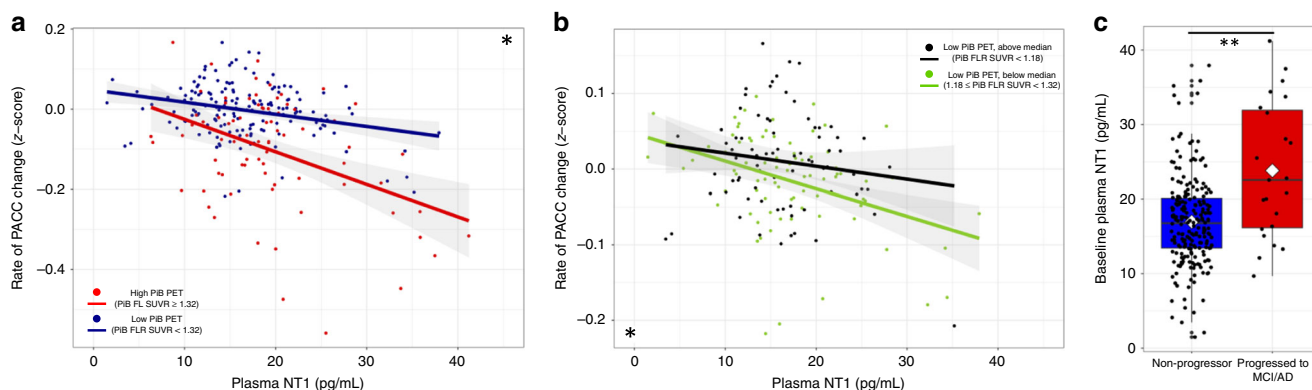 a
0.2
0.0
−0.2
−0.4
Rate of PACC change (z-score)
*
High PiB PET
(PiB FL SUVR ≥ 1.32)
Low PiB PET
(PiB FLR SUVR < 1.32)
0 10 20 30 40
Plasma NT1 (pg/mL)
b
0.1
0.0
−0.1
−0.2
Rate of PACC change (z-score)
Low PiB PET, above median
(PiB FLR SUVR < 1.18)
Low PiB PET, below median
(1.18 ≤ PiB FLR SUVR < 1.32)
*
0 10 20 30 40
Plasma NT1 (pg/mL)
c
**
40
30
20
10
0
Baseline plasma NT1 (pg/mL)
Non-progressor Progressed to
MCI/AD